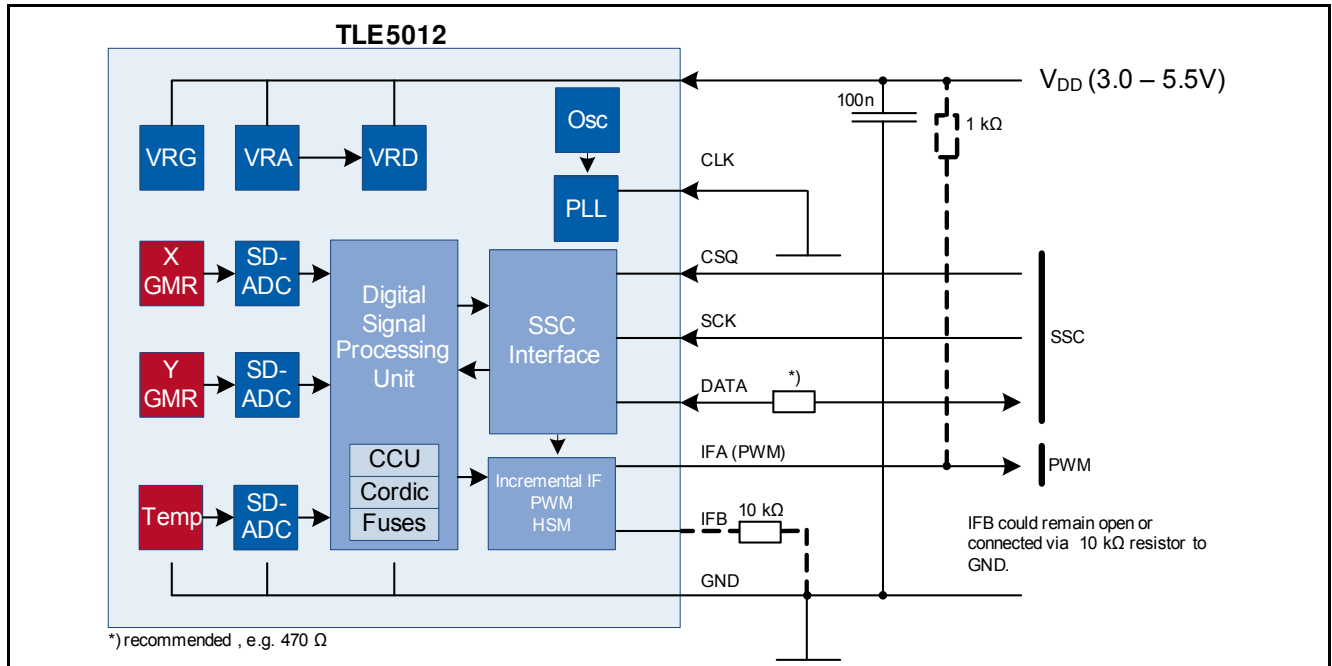 TLE5012
V_DD (3.0 – 5.5V)
100n
1 kΩ
VRG
VRA
VRD
Osc
CLK
PLL
X
GMR
SD-
ADC
CSQ
Digital
Signal
Processing
Unit
SSC
Interface
SCK
SSC
Y
GMR
SD-
ADC
DATA
*)
CCU
Cordic
Fuses
IFA (PWM)
PWM
Incremental IF
PWM
HSM
Temp
SD-
ADC
IFB
10 kΩ
IFB could remain open or
connected via 10 kΩ resistor to
GND.
GND
*) recommended , e.g. 470 Ω